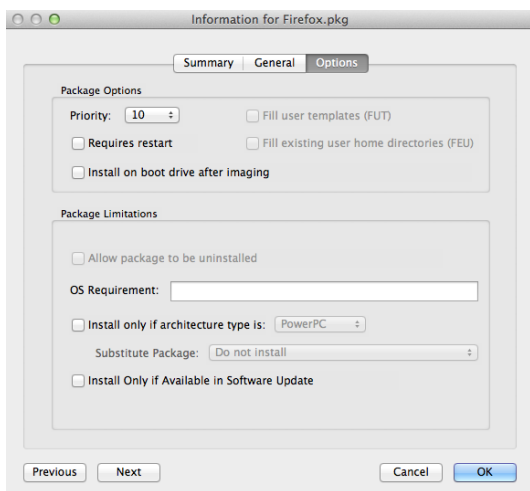 Information for Firefox.pkg
Summary General Options
Package Options
Priority: 10 Fill user templates (FUT)
Requires restart Fill existing user home directories (FEU)
Install on boot drive after imaging
Package Limitations
Allow package to be uninstalled
OS Requirement:
Install only if architecture type is: PowerPC
Substitute Package: Do not install
Install Only if Available in Software Update
Previous Next Cancel OK